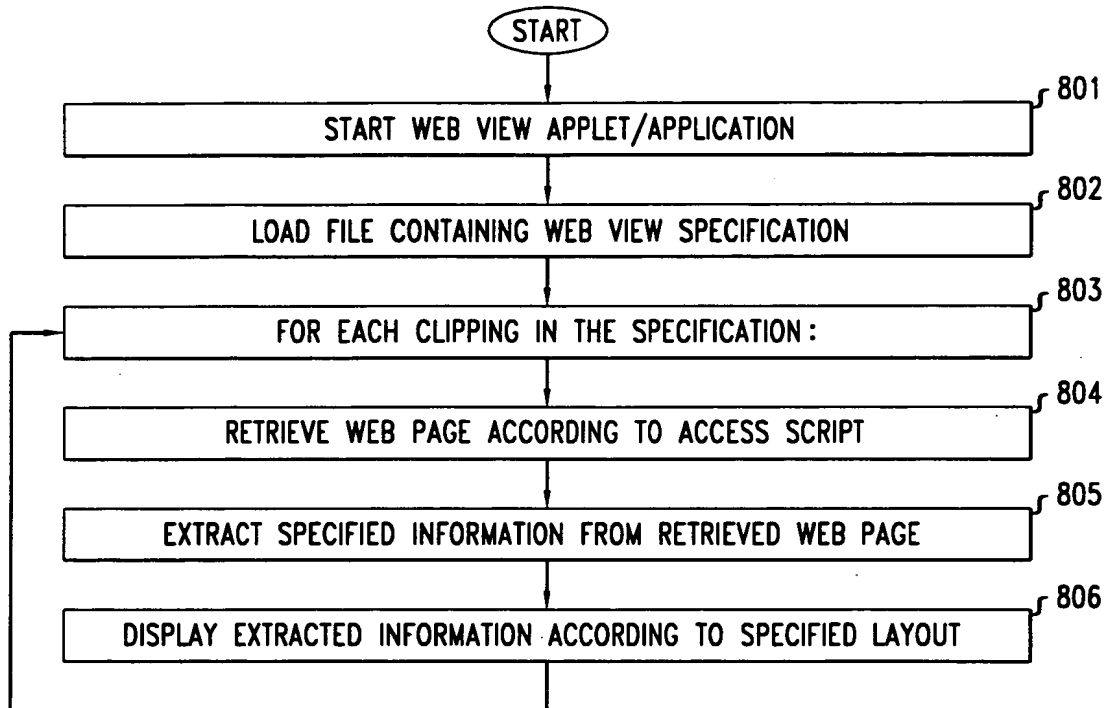 START
801
START WEB VIEW APPLET/APPLICATION
802
LOAD FILE CONTAINING WEB VIEW SPECIFICATION
803
FOR EACH CLIPPING IN THE SPECIFICATION:
804
RETRIEVE WEB PAGE ACCORDING TO ACCESS SCRIPT
805
EXTRACT SPECIFIED INFORMATION FROM RETRIEVED WEB PAGE
806
DISPLAY EXTRACTED INFORMATION ACCORDING TO SPECIFIED LAYOUT